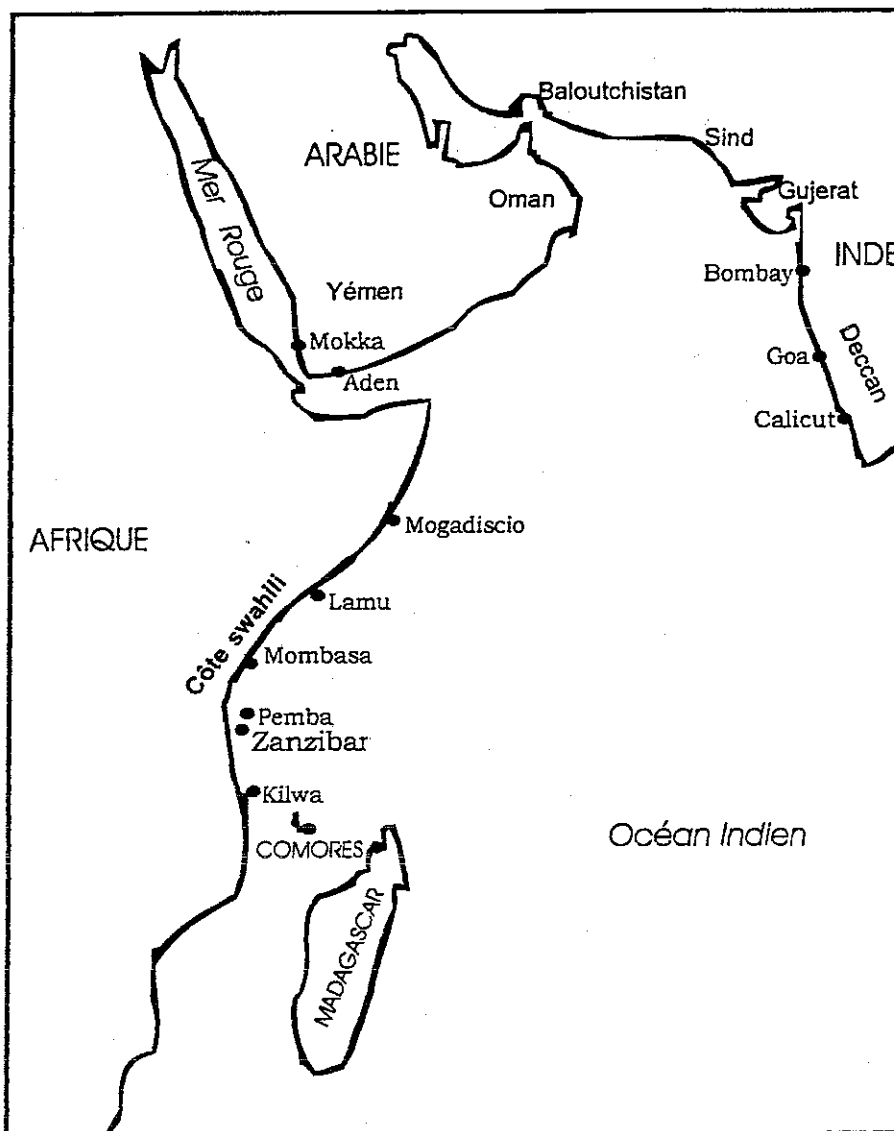 Baloutchistan
Sind
ARABIE
Mer Rouge
Oman
Gujerat
INDE
Bombay
Yémen
Mokka
Aden
Goa
Deccan
Calicut
Mogadiscio
AFRIQUE
Lamu
Côte swahili
Mombasa
Pemba
Zanzibar
Kilwa
COMORES
Océan Indien
MADAGASCAR